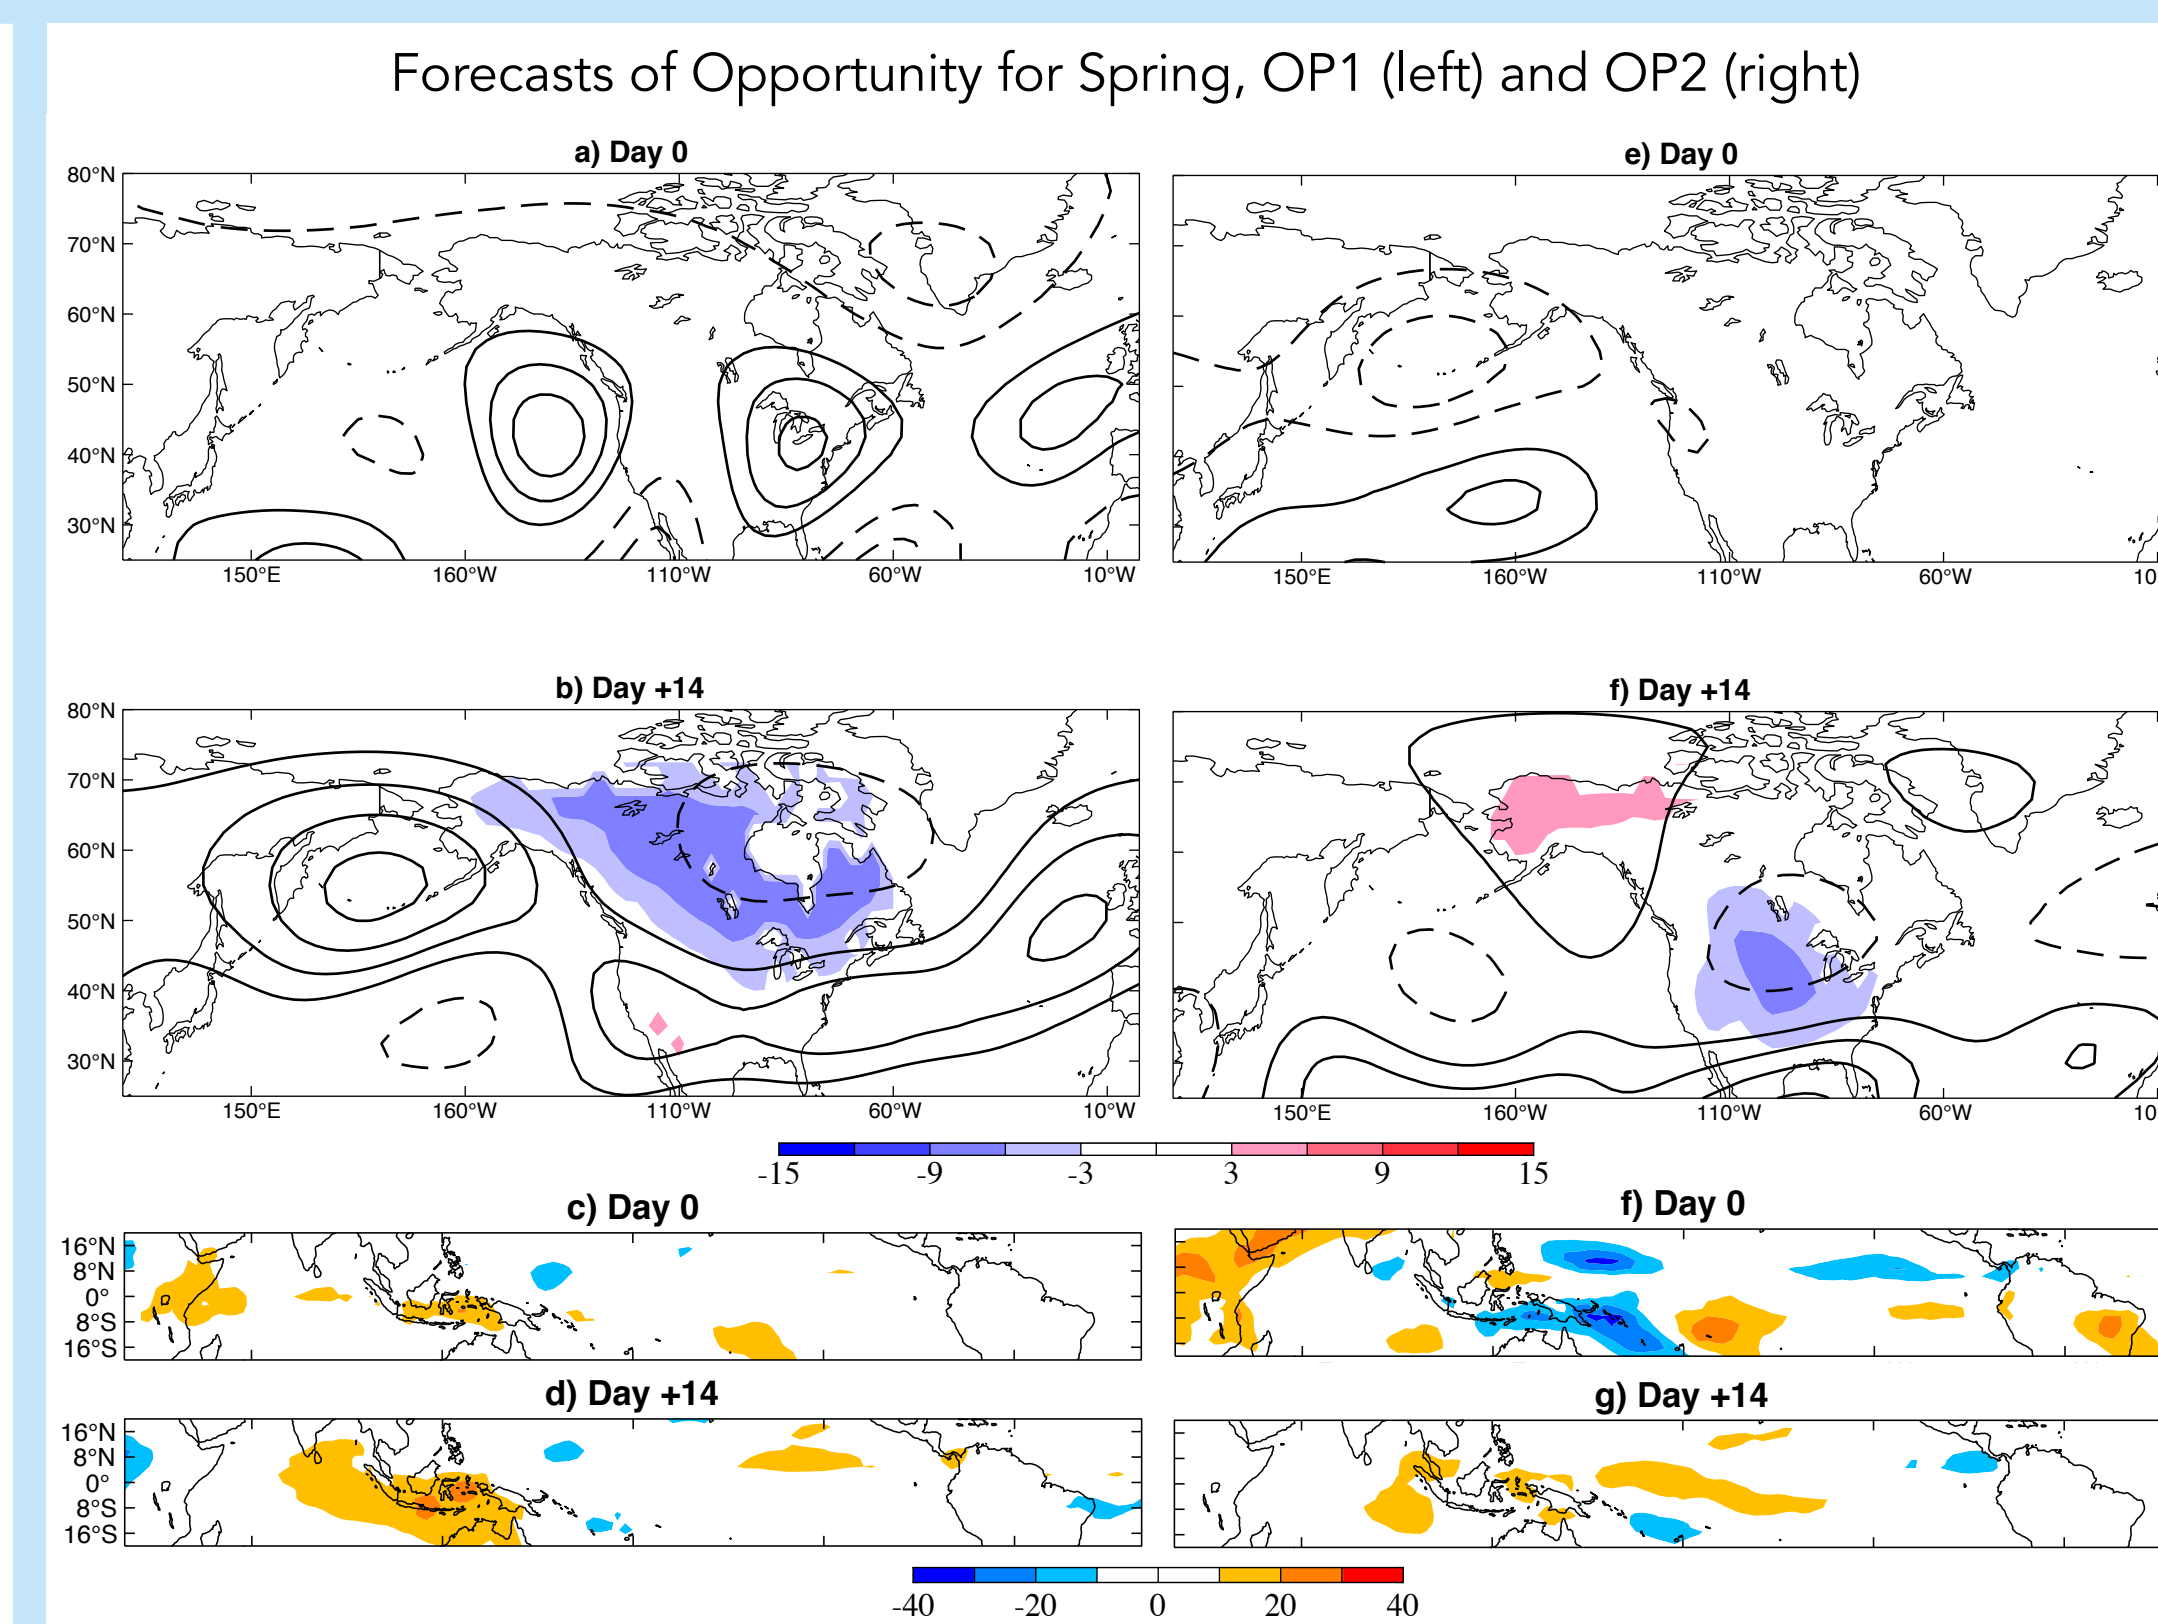 Forecasts of Opportunity for Spring, OP1 (left) and OP2 (right)
a) Day 0
80°N
70°N
60°N
50°N
40°N
30°N
150°E 160°W 110°W 60°W 10°W
e) Day 0
150°E 160°W 110°W 60°W 10
b) Day +14
80°N
70°N
60°N
50°N
40°N
30°N
150°E 160°W 110°W 60°W 10°W
f) Day +14
150°E 160°W 110°W 60°W 10
-15 -9 -3 3 9 15
c) Day 0
16°N
8°N
0°
8°S
16°S
f) Day 0
d) Day +14
16°N
8°N
0°
8°S
16°S
g) Day +14
-40 -20 0 20 40